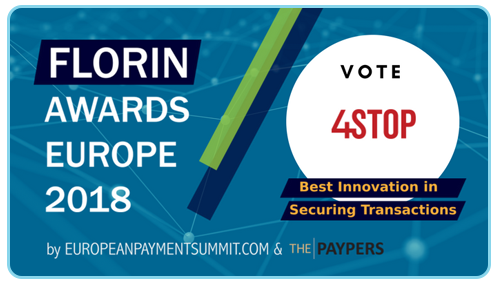 FLORIN
AWARDS
EUROPE
2018
by EUROPEANPAYMENTSUMMIT.COM & THE PAYPERS
VOTE
4STOP
Best Innovation in
Securing Transactions